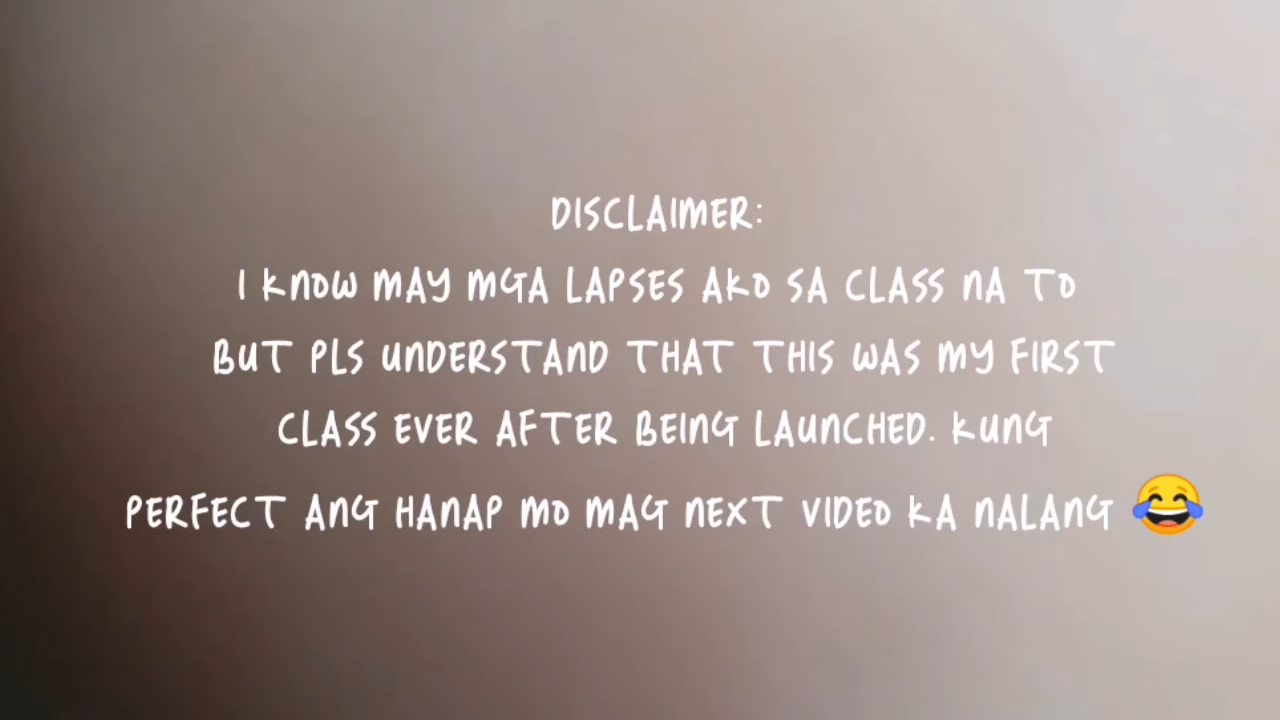 DISCLAIMER:
I KNOW MAY MGA LAPSES AKO SA CLASS NA TO
BUT PLS UNDERSTAND THAT THIS WAS MY FIRST
CLASS EVER AFTER BEING LAUNCHED. KUNG
PERFECT ANG HANAP MO MAG NEXT VIDEO KA NALANG 😂